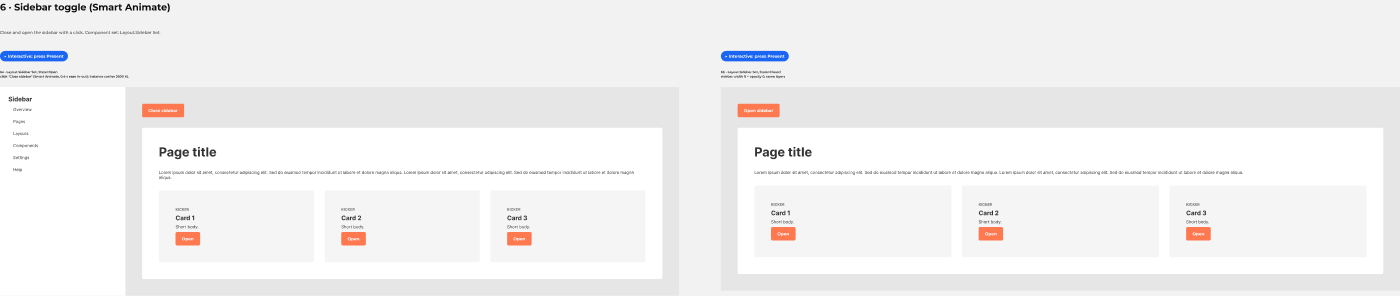 6 · Sidebar toggle (Smart Animate)
Close and open the sidebar with a click. Component set: Layout Sidebar Set.
Interactive: press Present
Interactive: press Present
Sidebar
Overview
Pages
Layouts
Components
Settings
Help
Close sidebar
Page title
Lorem ipsum dolor sit amet, consectetur adipiscing elit. Sed do eiusmod tempor incididunt ut labore et dolore magna aliqua. Lorem ipsum dolor sit amet, consectetur adipiscing elit. Sed do eiusmod tempor incididunt ut labore et dolore magna
aliqua.
KICKER
Card 1
Short body.
Open
KICKER
Card 2
Short body.
Open
KICKER
Card 3
Short body.
Open
Open sidebar
Page title
Lorem ipsum dolor sit amet, consectetur adipiscing elit. Sed do eiusmod tempor incididunt ut labore et dolore magna aliqua. Lorem ipsum dolor sit amet, consectetur adipiscing elit. Sed do eiusmod tempor incididunt ut labore et dolore magna aliqua.
KICKER
Card 1
Short body.
Open
KICKER
Card 2
Short body.
Open
KICKER
Card 3
Short body.
Open